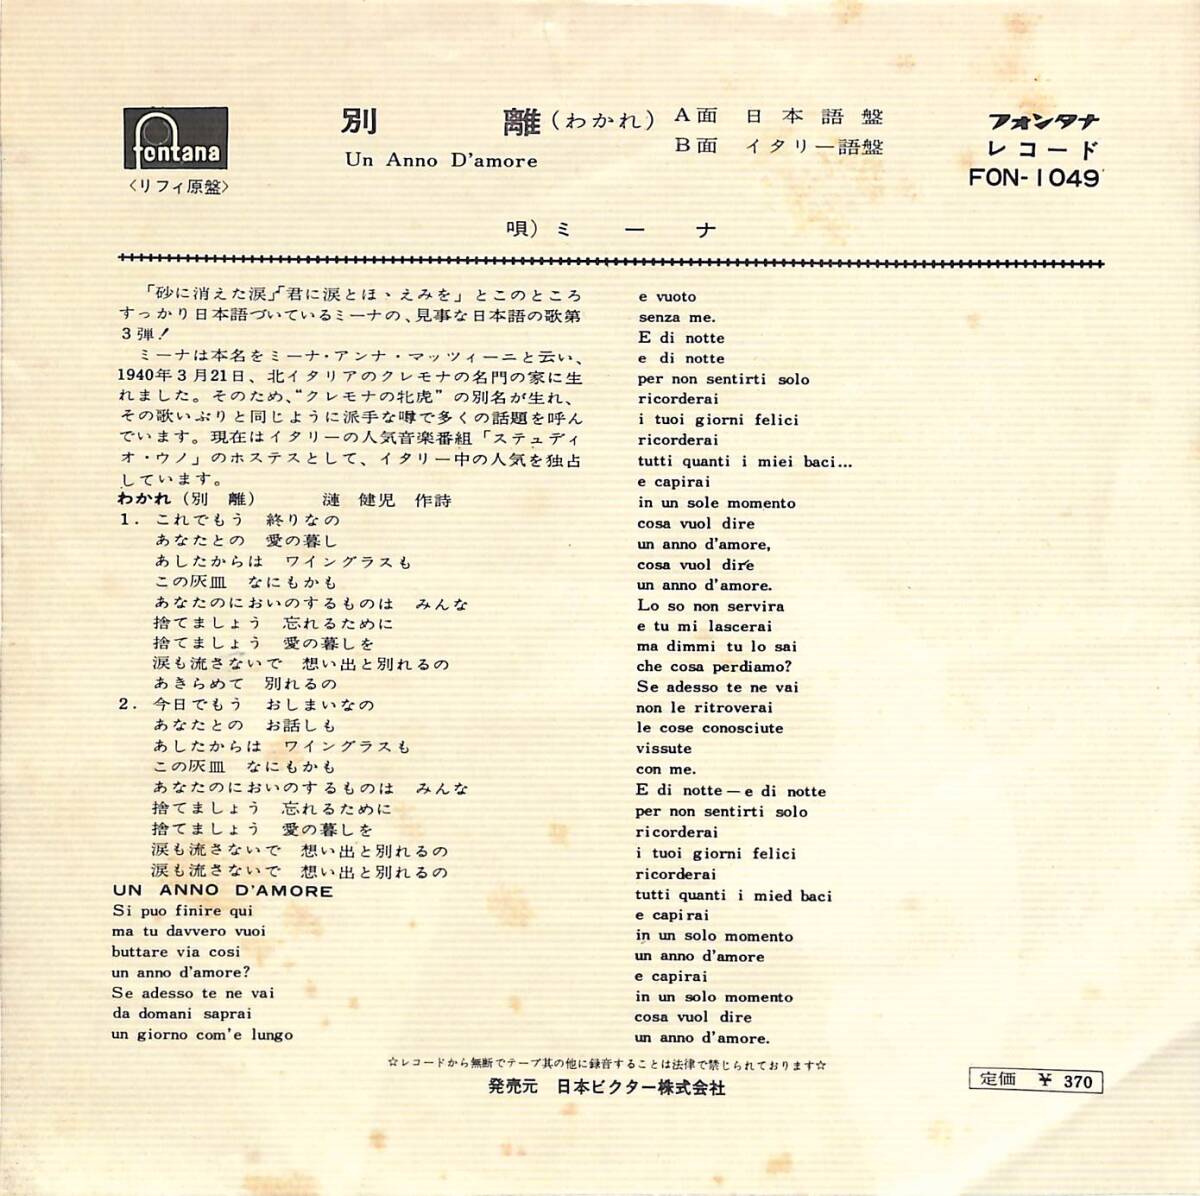 fontana
〈リフィ原盤〉
別離(わかれ)
Un Anno D'amore
A面 日本語盤
B面 イタリー語盤
フォンタナ
レコード
FON-1049
唄)ミーナ
「砂に消えた涙」「君に涙とほゝえみを」とこのところ
すっかり日本語づいているミーナの、見事な日本語の歌第
3弾!
ミーナは本名をミーナ・アンナ・マッツィーニと云い、
1940年3月21日、北イタリアのクレモナの名門の家に生
れました。そのため、“クレモナの牝虎”の別名が生れ、
その歌いぶりと同じように派手な噂で多くの話題を呼ん
でいます。現在はイタリーの人気音楽番組「ステュディ
オ・ウノ」のホステスとして、イタリー中の人気を独占
しています。
わかれ(別 離) 漣 健児 作詩
1. これでもう 終りなの
あなたとの 愛の暮し
あしたからは ワイングラスも
この灰皿 なにもかも
あなたのにおいのするものは みんな
捨てましょう 忘れるために
捨てましょう 愛の暮しを
涙も流さないで 想い出と別れるの
あきらめて 別れるの
2. 今日でもう おしまいなの
あなたとの お話しも
あしたからは ワイングラスも
この灰皿 なにもかも
あなたのにおいのするものは みんな
捨てましょう 忘れるために
捨てましょう 愛の暮しを
涙も流さないで 想い出と別れるの
涙も流さないで 想い出と別れるの
UN ANNO D'AMORE
Si puo finire qui
ma tu davvero vuoi
buttare via cosi
un anno d'amore?
Se adesso te ne vai
da domani saprai
un giorno com'e lungo
e vuoto
senza me.
E di notte
e di notte
per non sentirti solo
ricorderai
i tuoi giorni felici
ricorderai
tutti quanti i miei baci...
e capirai
in un sole momento
cosa vuol dire
un anno d'amore,
cosa vuol dire
un anno d'amore.
Lo so non servira
e tu mi lascerai
ma dimmi tu lo sai
che cosa perdiamo?
Se adesso te ne vai
non le ritroverai
le cose conosciute
vissute
con me.
E di notte—e di notte
per non sentirti solo
ricorderai
i tuoi giorni felici
ricorderai
tutti quanti i mied baci
e capirai
in un solo momento
un anno d'amore
e capirai
in un solo momento
cosa vuol dire
un anno d'amore.
☆レコードから無断でテープ其の他に録音することは法律で禁じられております☆
発売元 日本ビクター株式会社
定価 ¥370